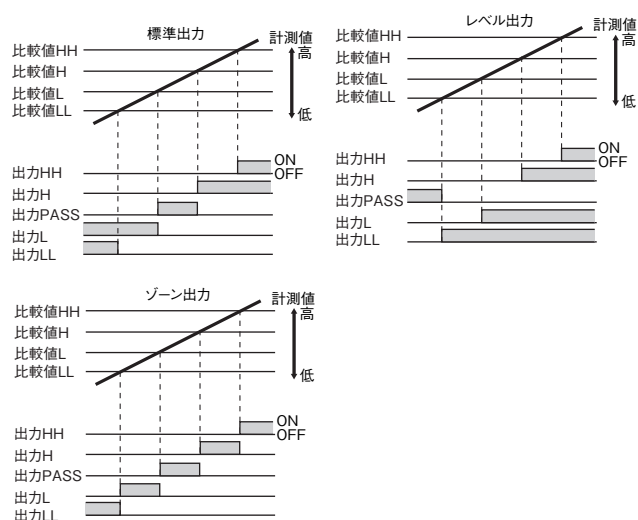 標準出力
計測値
高
低
比較値HH
比較値H
比較値L
比較値LL
ON
OFF
出力HH
出力H
出力PASS
出力L
出力LL
レベル出力
計測値
高
低
比較値HH
比較値H
比較値L
比較値LL
ON
OFF
出力HH
出力H
出力PASS
出力L
出力LL
ゾーン出力
計測値
高
低
比較値HH
比較値H
比較値L
比較値LL
ON
OFF
出力HH
出力H
出力PASS
出力L
出力LL